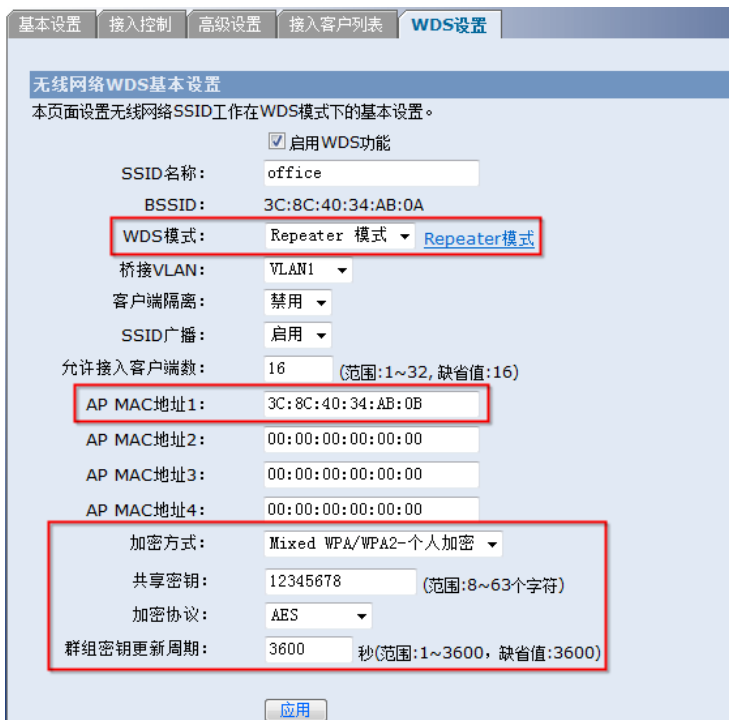 基本设置 接入控制 高级设置 接入客户列表 WDS设置
无线网络WDS基本设置
本页面设置无线网络SSID工作在WDS模式下的基本设置。
启用WDS功能
SSID名称: office
BSSID: 3C:8C:40:34:AB:0A
WDS模式: Repeater 模式 Repeater模式
桥接VLAN: VLAN1
客户端隔离: 禁用
SSID广播: 启用
允许接入客户端数: 16 (范围:1~32, 缺省值:16)
AP MAC地址1: 3C:8C:40:34:AB:0B
AP MAC地址2: 00:00:00:00:00:00
AP MAC地址3: 00:00:00:00:00:00
AP MAC地址4: 00:00:00:00:00:00
加密方式: Mixed WPA/WPA2-个人加密
共享密钥: 12345678 (范围:8~63个字符)
加密协议: AES
群组密钥更新周期: 3600 秒(范围:1~3600，缺省值:3600)
应用